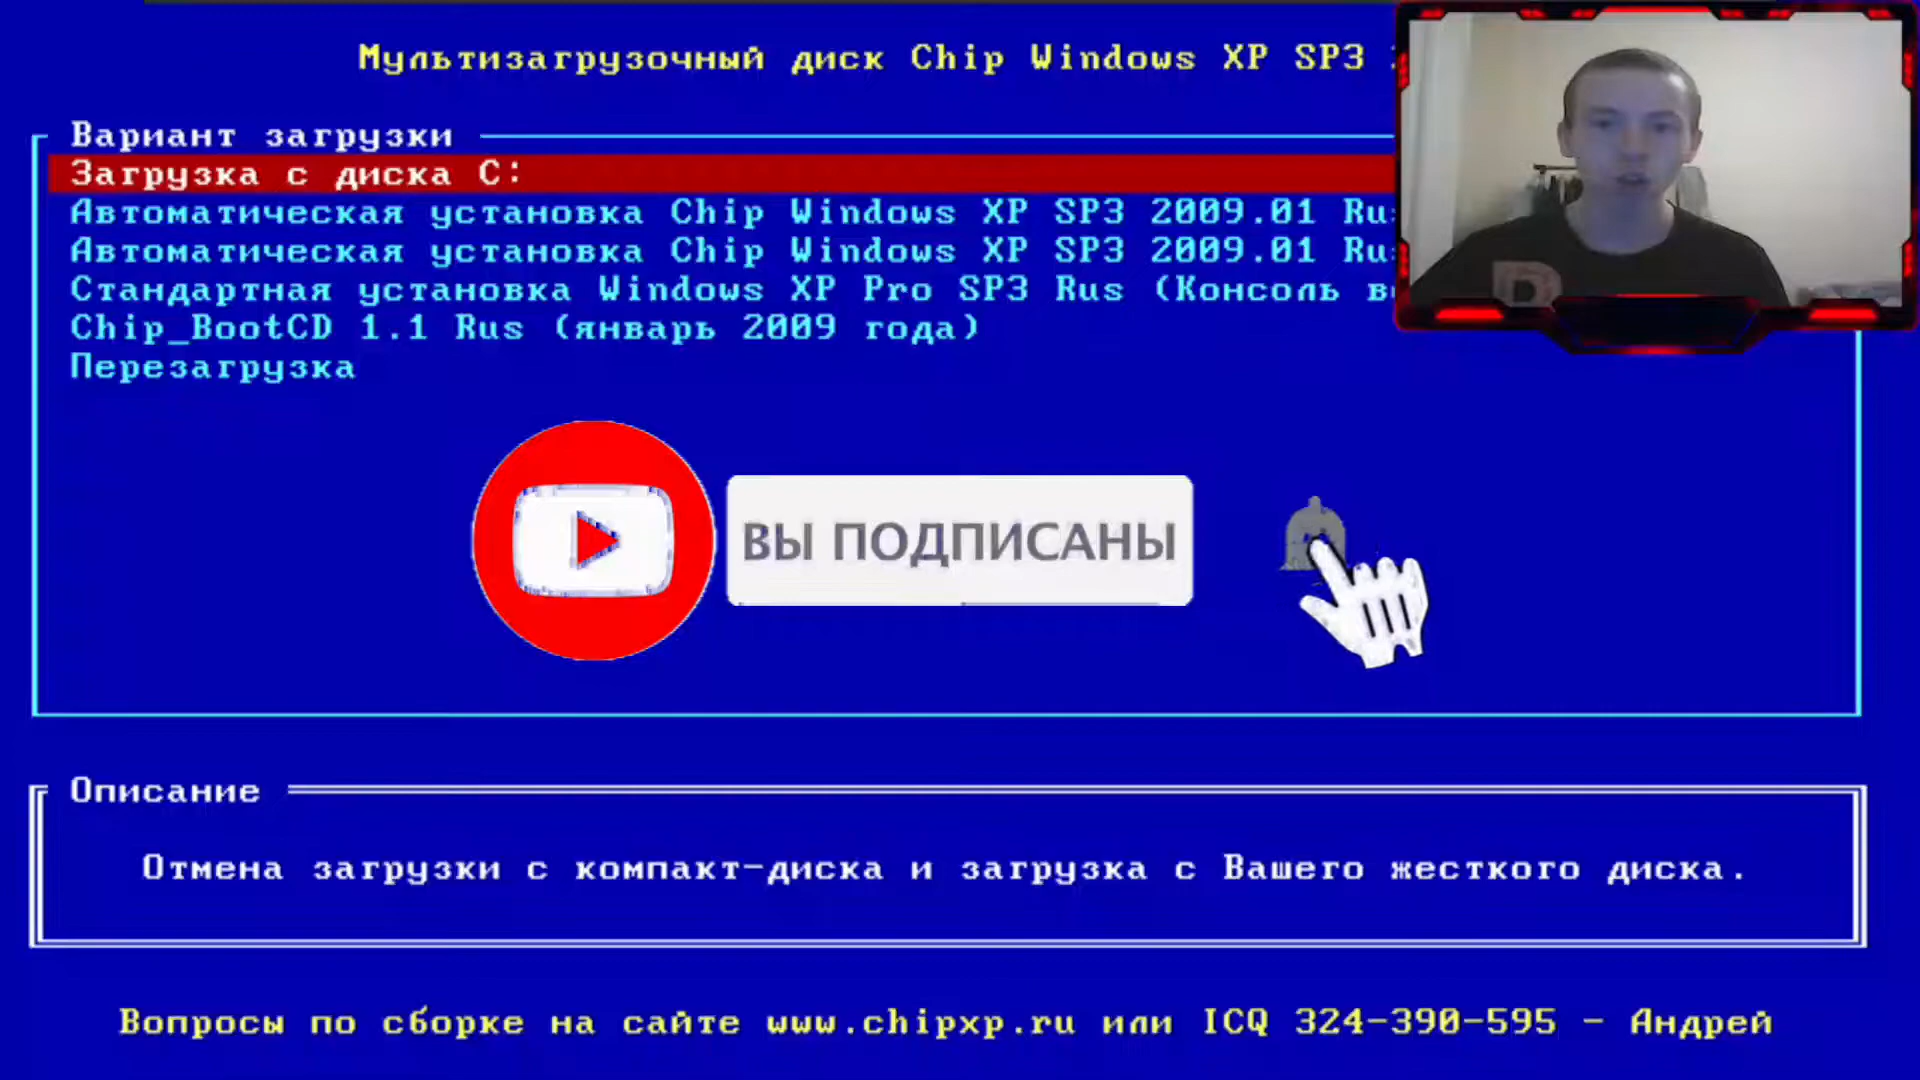 Мультизагрузочный диск Chip Windows XP SP3
Вариант загрузки
Загрузка с диска C:
Автоматическая установка Chip Windows XP SP3 2009.01
Автоматическая установка Chip Windows XP SP3 2009.01
Стандартная установка Windows XP Pro SP3 Rus (Консоль
Chip_BootCD 1.1 Rus (январь 2009 года)
Перезагрузка
ВЫ ПОДПИСАНЫ
Описание
Отмена загрузки с компакт-диска и загрузка с Вашего жесткого диска.
Вопросы по сборке на сайте www.chipxp.ru или ICQ 324-390-595 - Андрей